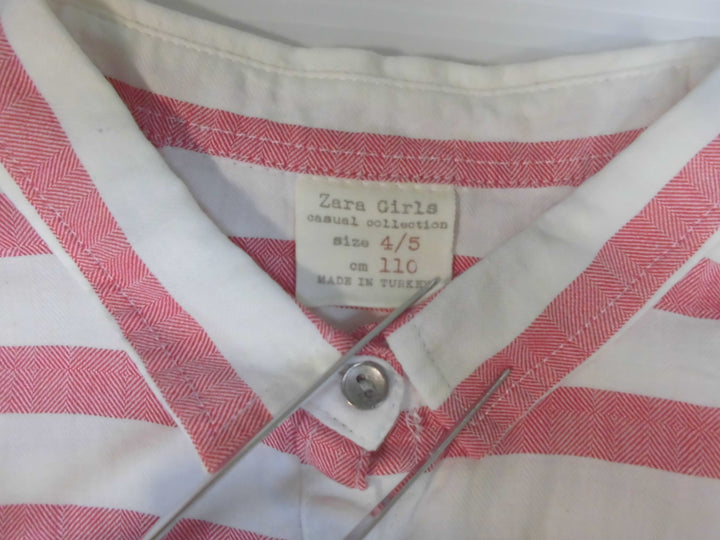 Zara Girls
casual collection
size 4/5
cm 110
MADE IN TURKEY